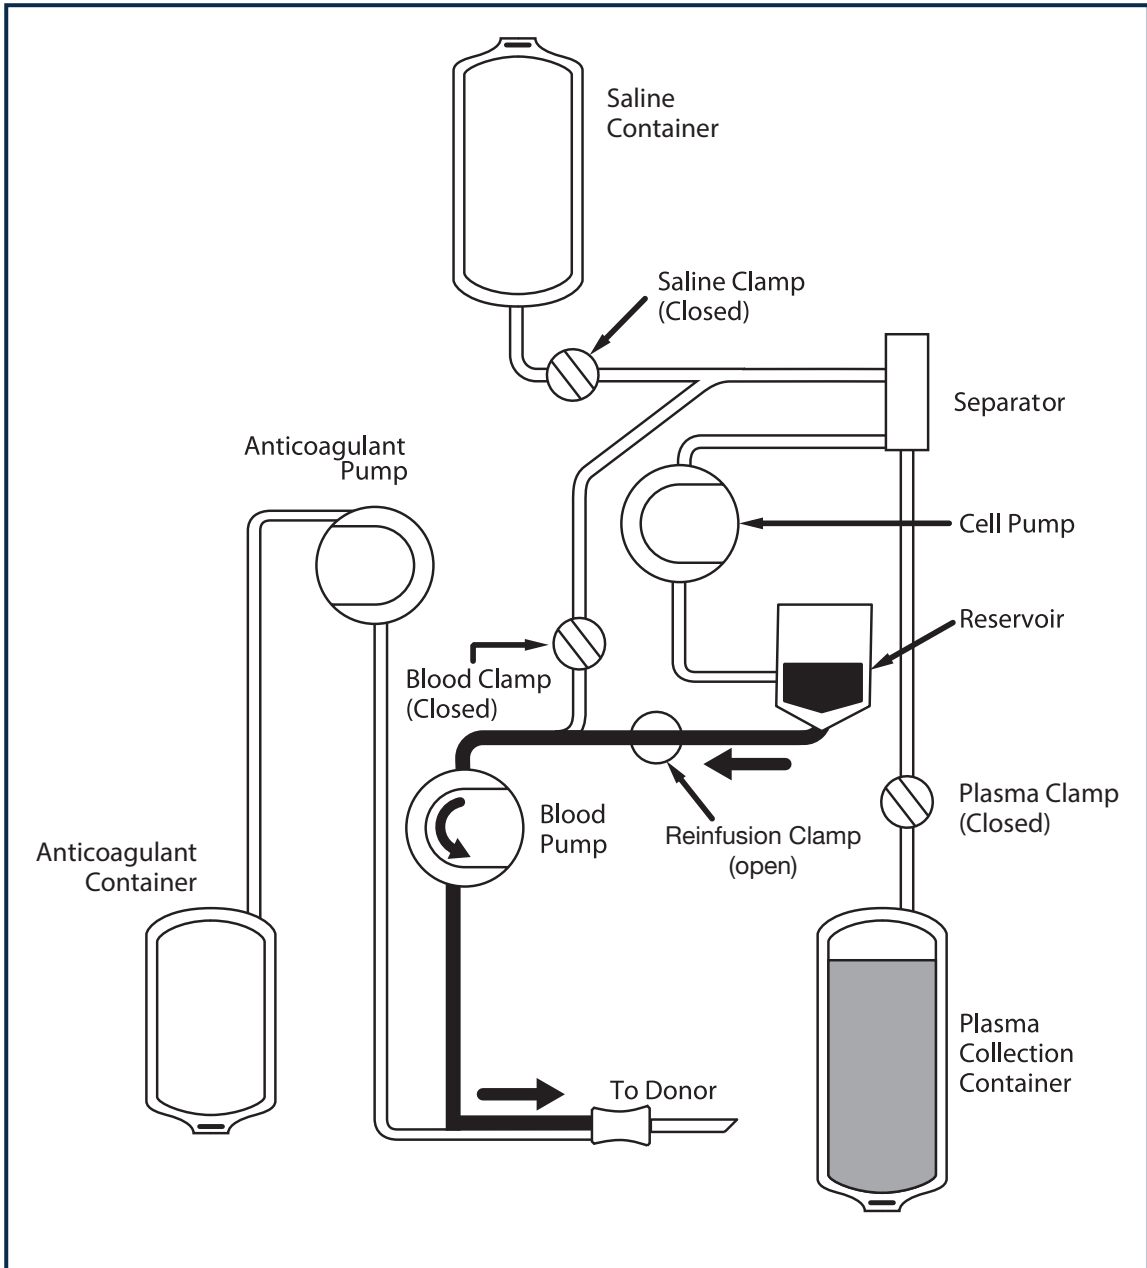 Saline
Container
Saline Clamp
(Closed)
Separator
Anticoagulant
Pump
Cell Pump
Reservoir
Blood Clamp
(Closed)
Plasma Clamp
(Closed)
Blood
Pump
Reinfusion Clamp
(open)
Anticoagulant
Container
Plasma
Collection
Container
To Donor